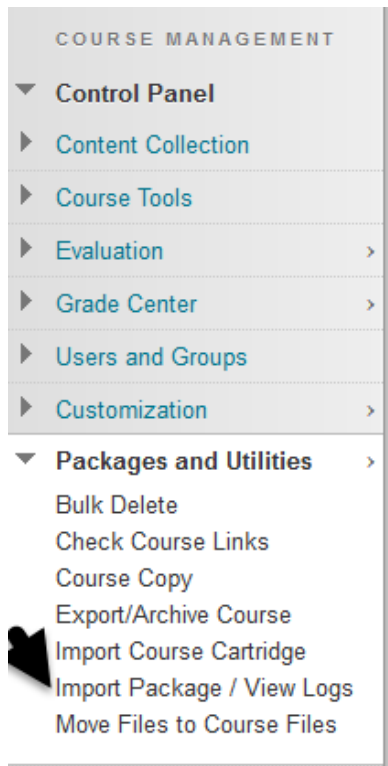 COURSE MANAGEMENT
Control Panel
Content Collection
Course Tools
Evaluation
Grade Center
Users and Groups
Customization
Packages and Utilities
Bulk Delete
Check Course Links
Course Copy
Export/Archive Course
Import Course Cartridge
Import Package / View Logs
Move Files to Course Files